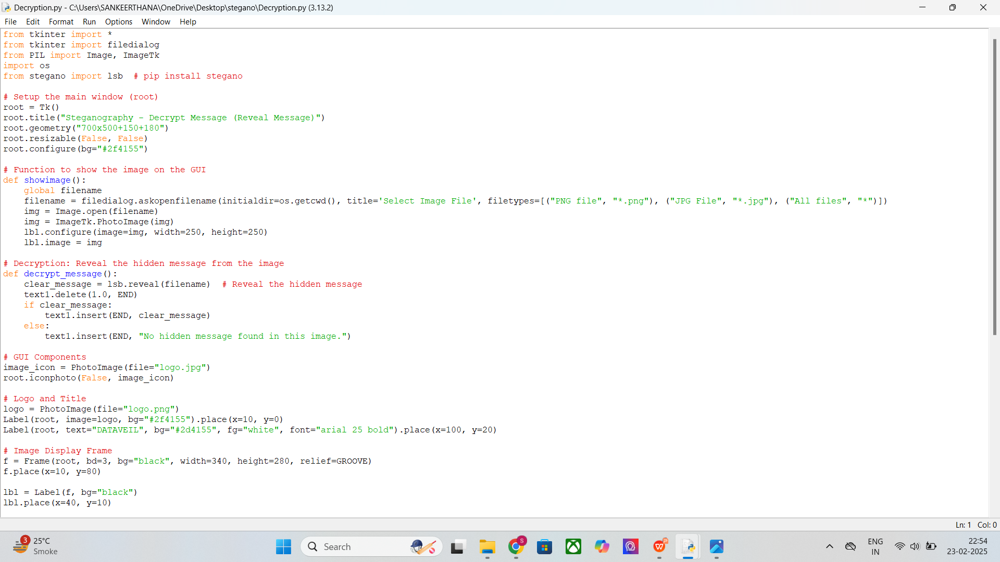 Decryption.py - C:\Users\SANKEERTHANA\OneDrive\Desktop\stegano\Decryption.py (3.13.2)
File Edit Format Run Options Window Help
from tkinter import *
from tkinter import filedialog
from PIL import Image, ImageTk
import os
from stegano import lsb  # pip install stegano

# Setup the main window (root)
root = Tk()
root.title("Steganography - Decrypt Message (Reveal Message)")
root.geometry("700x500+150+180")
root.resizable(False, False)
root.configure(bg="#2f4155")

# Function to show the image on the GUI
def showimage():
    global filename
    filename = filedialog.askopenfilename(initialdir=os.getcwd(), title='Select Image File', filetypes=[("PNG file", "*.png"), ("JPG File", "*.jpg"), ("All files", "*")])
    img = Image.open(filename)
    img = ImageTk.PhotoImage(img)
    lbl.configure(image=img, width=250, height=250)
    lbl.image = img

# Decryption: Reveal the hidden message from the image
def decrypt_message():
    clear_message = lsb.reveal(filename)  # Reveal the hidden message
    text1.delete(1.0, END)
    if clear_message:
        text1.insert(END, clear_message)
    else:
        text1.insert(END, "No hidden message found in this image.")

# GUI Components
image_icon = PhotoImage(file="logo.jpg")
root.iconphoto(False, image_icon)

# Logo and Title
logo = PhotoImage(file="logo.png")
Label(root, image=logo, bg="#2f4155").place(x=10, y=0)
Label(root, text="DATAVEIL", bg="#2d4155", fg="white", font="arial 25 bold").place(x=100, y=20)

# Image Display Frame
f = Frame(root, bd=3, bg="black", width=340, height=280, relief=GROOVE)
f.place(x=10, y=80)

lbl = Label(f, bg="black")
lbl.place(x=40, y=10)
Ln: 1 Col: 0
3
25°C
Smoke
Search
S
ENG
IN
22:54
23-02-2025